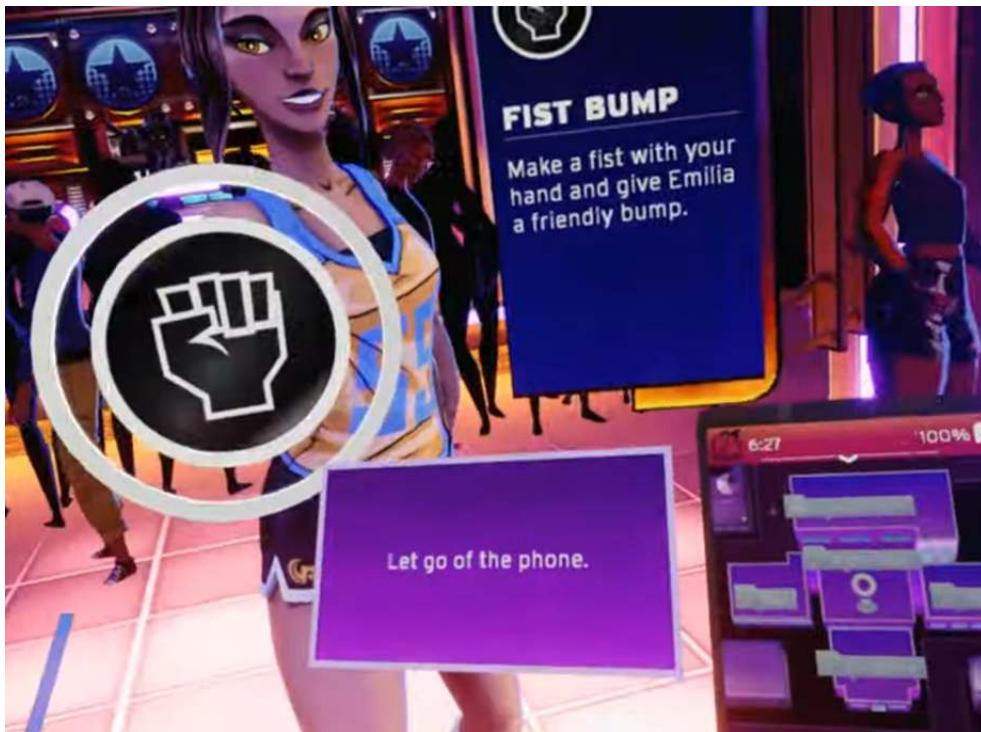 FIST BUMP
Make a fist with your
hand and give Emilia
a friendly bump.
6:27
100%
Let go of the phone.